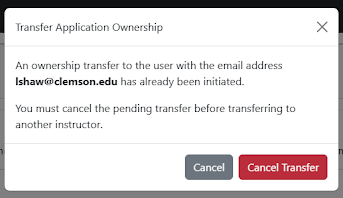 Transfer Application Ownership
An ownership transfer to the user with the email address
lshaw@clemson.edu has already been initiated.
You must cancel the pending transfer before transferring to
another instructor.
Cancel
Cancel Transfer